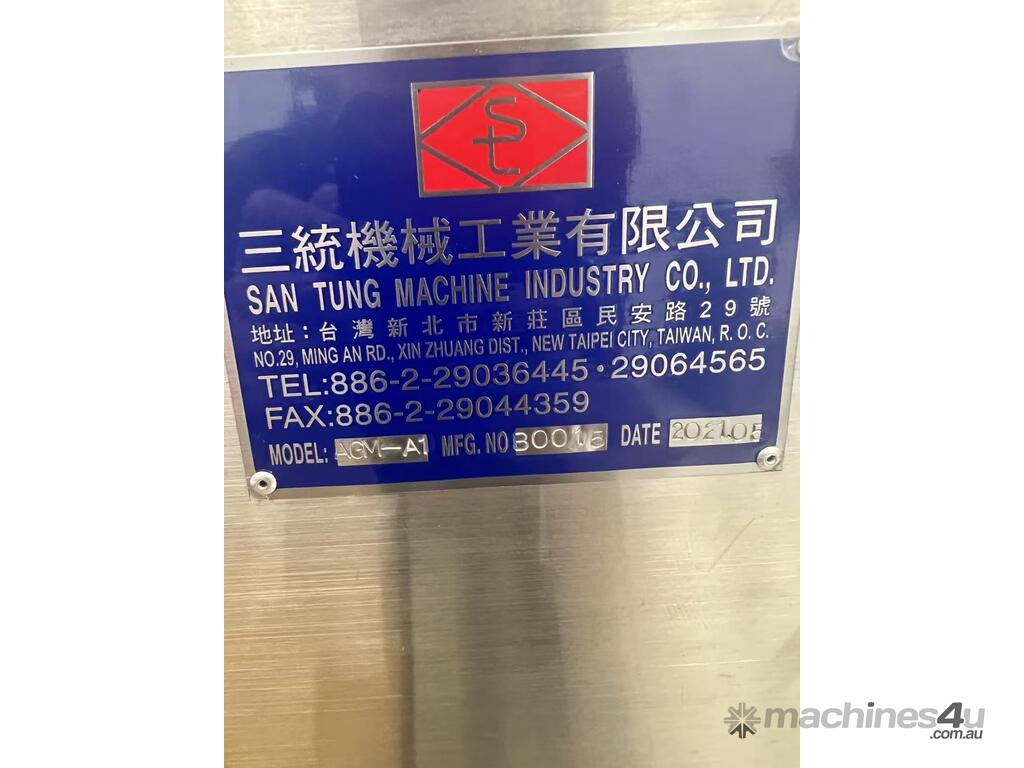 St
三統機械工業有限公司
SAN TUNG MACHINE INDUSTRY CO., LTD.
地址：台灣新北市新莊區民安路29號
NO.29, MING AN RD., XIN ZHUANG DIST., NEW TAIPEI CITY, TAIWAN, R. O. C.
TEL:886-2-29036445・29064565
FAX:886-2-29044359
MODEL: AGM-A1 MFG. NO B0015 DATE 2021.05
machines4u
.com.au